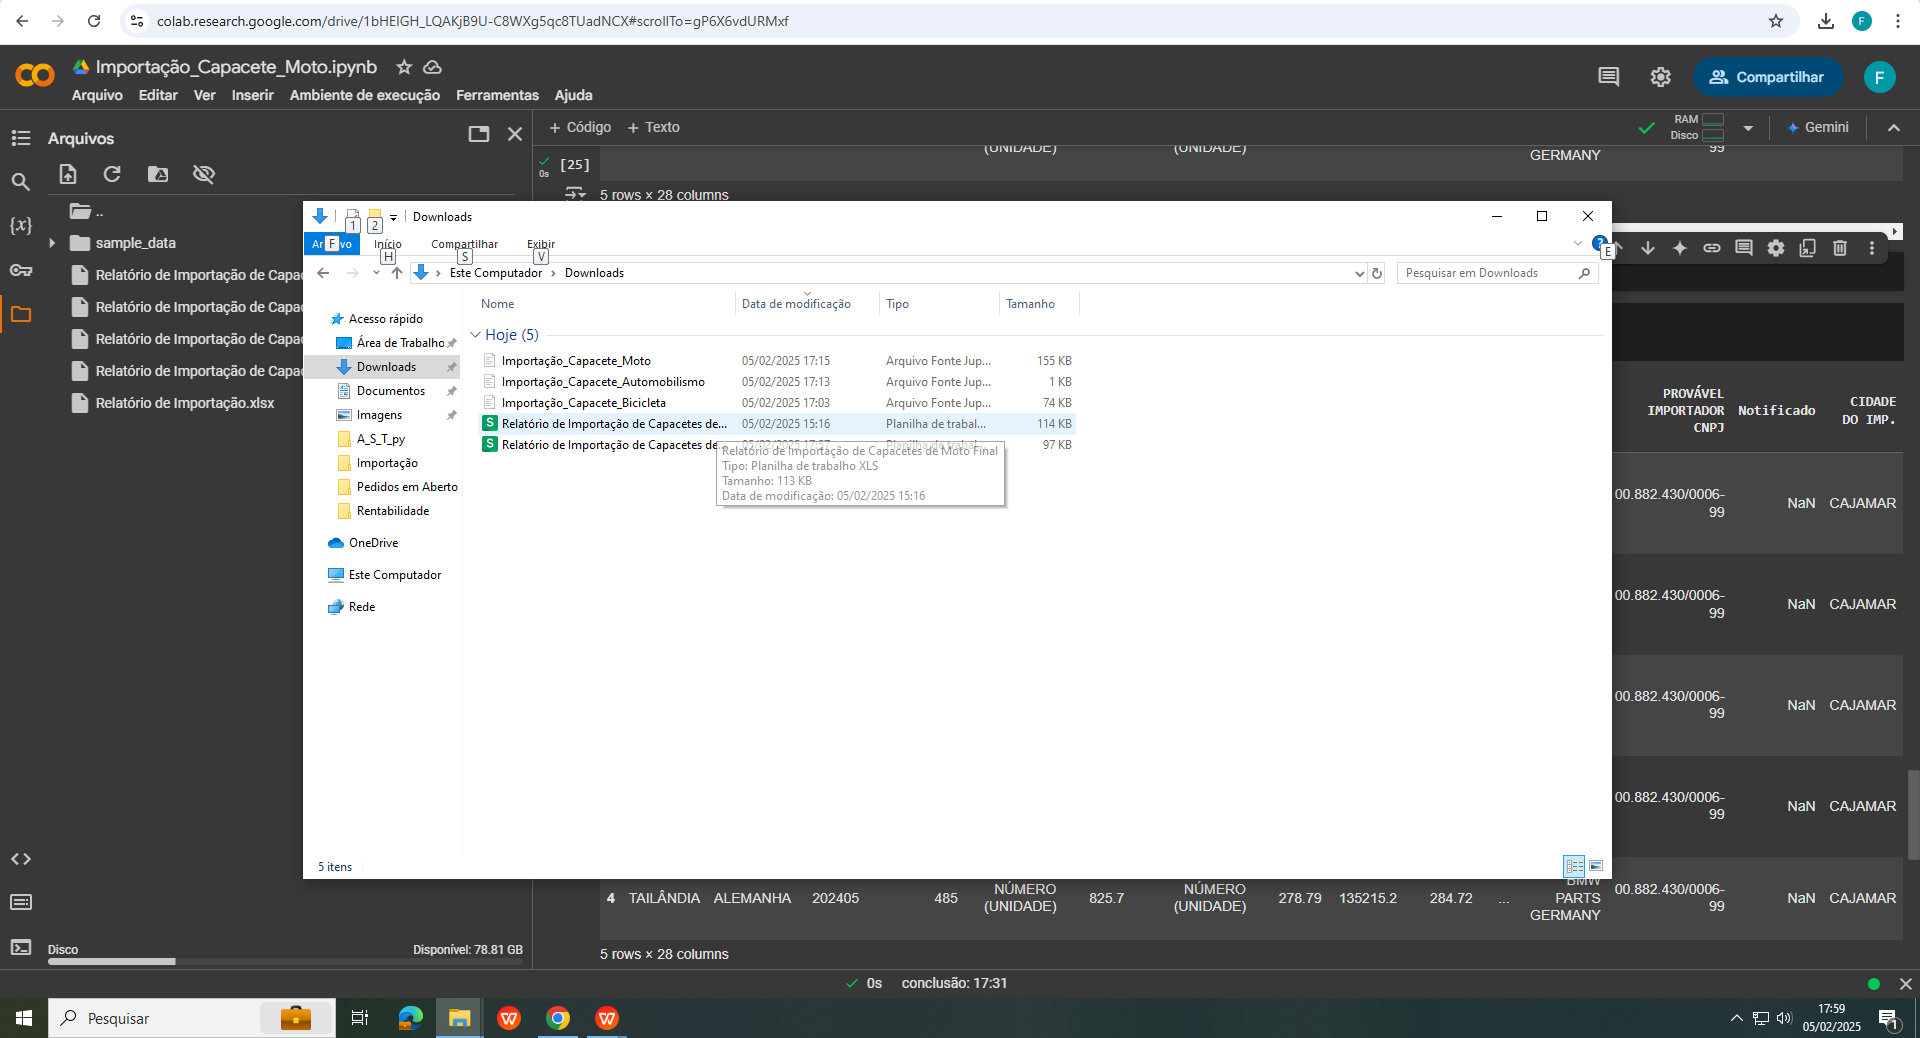 colab.research.google.com/drive/1bHEIGH_LQAKjB9U-C8WXg5qc8TUadNCX#scrollTo=gP6X6vdURMxf
F
Importação_Capacete_Moto.ipynb
Arquivo Editar Ver Inserir Ambiente de execução Ferramentas Ajuda
Compartilhar
F
Arquivos
+ Código + Texto
RAM
Disco
Gemini
[25]
0s
(UNIDADE) (UNIDADE)
GERMANY
99
5 rows × 28 columns
..
sample_data
Relatório de Importação de Capa
Relatório de Importação de Capac
Relatório de Importação de Capac
Relatório de Importação de Capac
Relatório de Importação.xlsx
{x}
1 2
Downloads
F
Início Compartilhar Exibir
H S V E
Este Computador > Downloads
Pesquisar em Downloads
Nome Data de modificação Tipo Tamanho
Hoje (5)
Importação_Capacete_Moto 05/02/2025 17:15 Arquivo Fonte Jup... 155 KB
Importação_Capacete_Automobilismo 05/02/2025 17:13 Arquivo Fonte Jup... 1 KB
Importação_Capacete_Bicicleta 05/02/2025 17:03 Arquivo Fonte Jup... 74 KB
Relatório de Importação de Capacetes de... 05/02/2025 15:16 Planilha de trabal... 114 KB
Relatório de Importação de Capacetes de 97 KB
Relatório de Importação de Capacetes de Moto Final
Tipo: Planilha de trabalho XLS
Tamanho: 113 KB
Data de modificação: 05/02/2025 15:16
Acesso rápido
Área de Trabalho
Downloads
Documentos
Imagens
A_S_T_py
Importação
Pedidos em Aberto
Rentabilidade
OneDrive
Este Computador
Rede
5 itens
PROVÁVEL
IMPORTADOR
CNPJ
Notificado
CIDADE
DO IMP.
00.882.430/0006-
99
NaN CAJAMAR
00.882.430/0006-
99
NaN CAJAMAR
00.882.430/0006-
99
NaN CAJAMAR
00.882.430/0006-
99
NaN CAJAMAR
4 TAILÂNDIA ALEMANHA 202405 485
NÚMERO
(UNIDADE)
825.7
NÚMERO
(UNIDADE)
278.79 135215.2 284.72 ...
BMW
PARTS
GERMANY
00.882.430/0006-
99
NaN CAJAMAR
5 rows × 28 columns
Disco Disponível: 78.81 GB
0s conclusão: 17:31
Pesquisar
17:59
05/02/2025
1